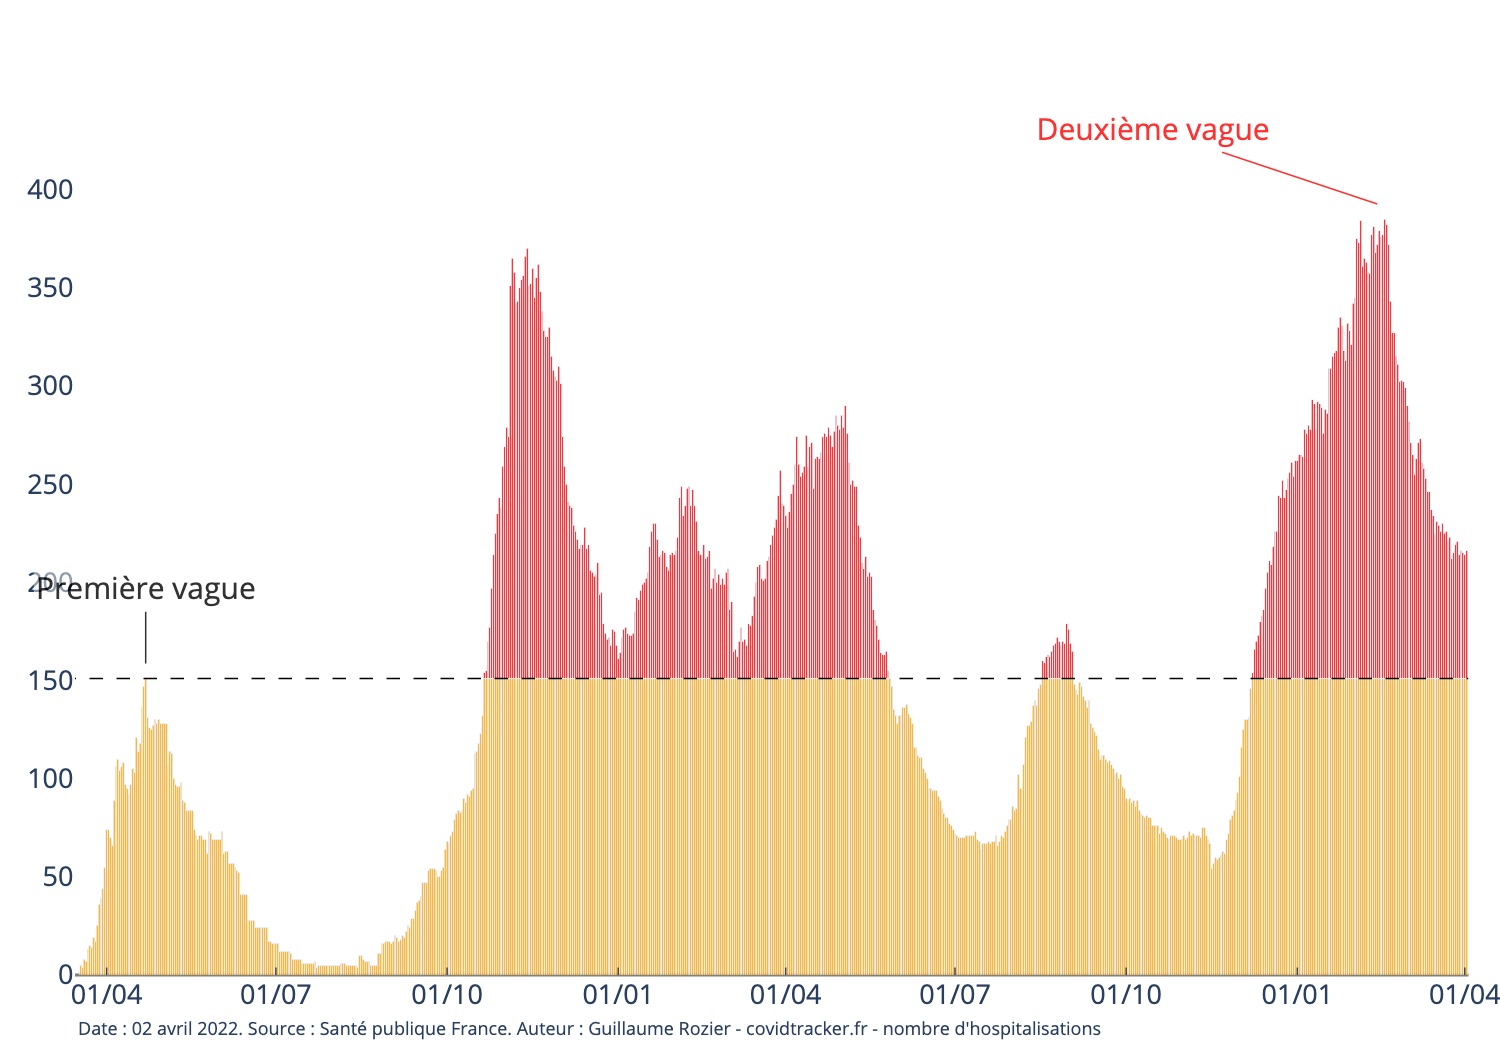 Deuxième vague
400
350
300
250
200
Première vague
150
100
50
0
01/04 01/07 01/10 01/01 01/04 01/07 01/10 01/01 01/04
Date : 02 avril 2022. Source : Santé publique France. Auteur : Guillaume Rozier - covidtracker.fr - nombre d'hospitalisations